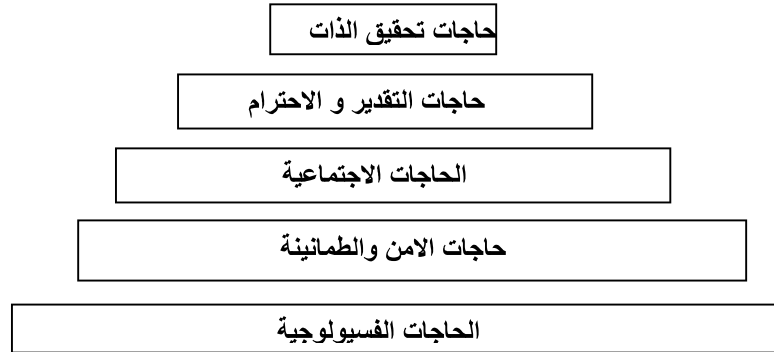 حاجات تحقيق الذات
حاجات التقدير و الاحترام
الحاجات الاجتماعية
حاجات الامن والطمانينة
الحاجات الفسيولوجية